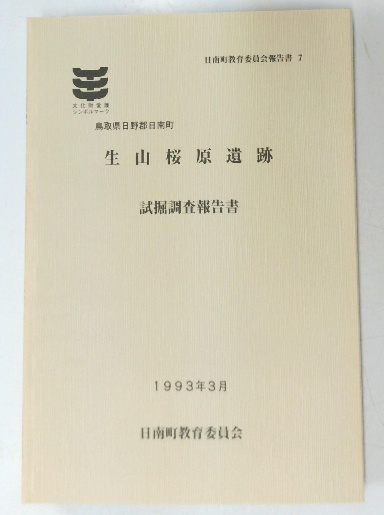 日南町教育委員会報告書 7
文化財愛護
シンボルマーク
鳥取県日野郡日南町
生山桜原遺跡
試掘調査報告書
1993年3月
日南町教育委員会